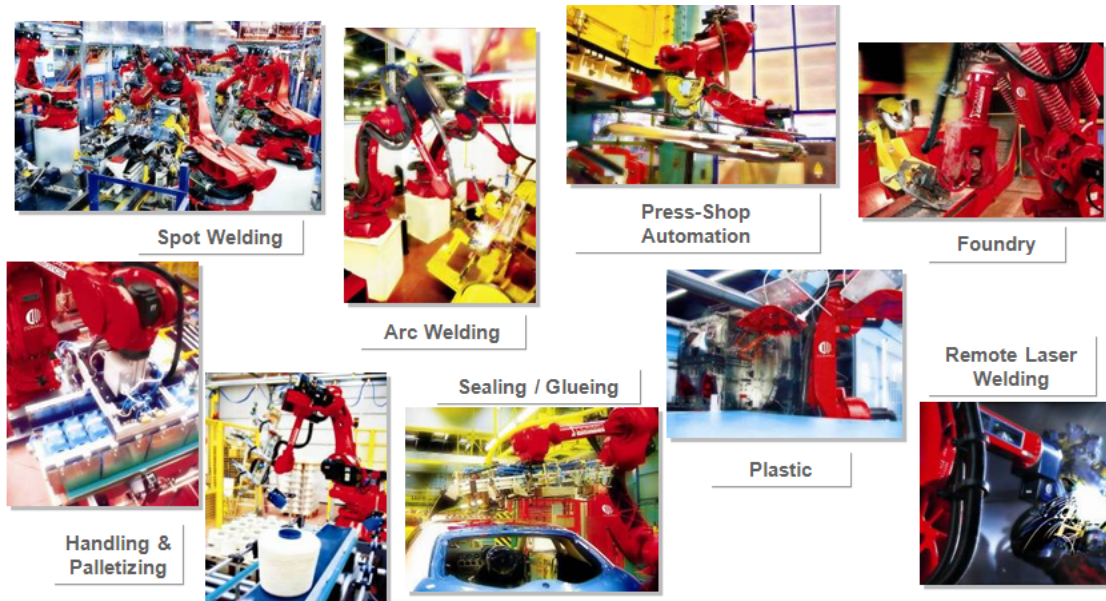 Spot Welding
Arc Welding
Press-Shop
Automation
Foundry
Handling &
Palletizing
Sealing / Glueing
Plastic
Remote Laser
Welding